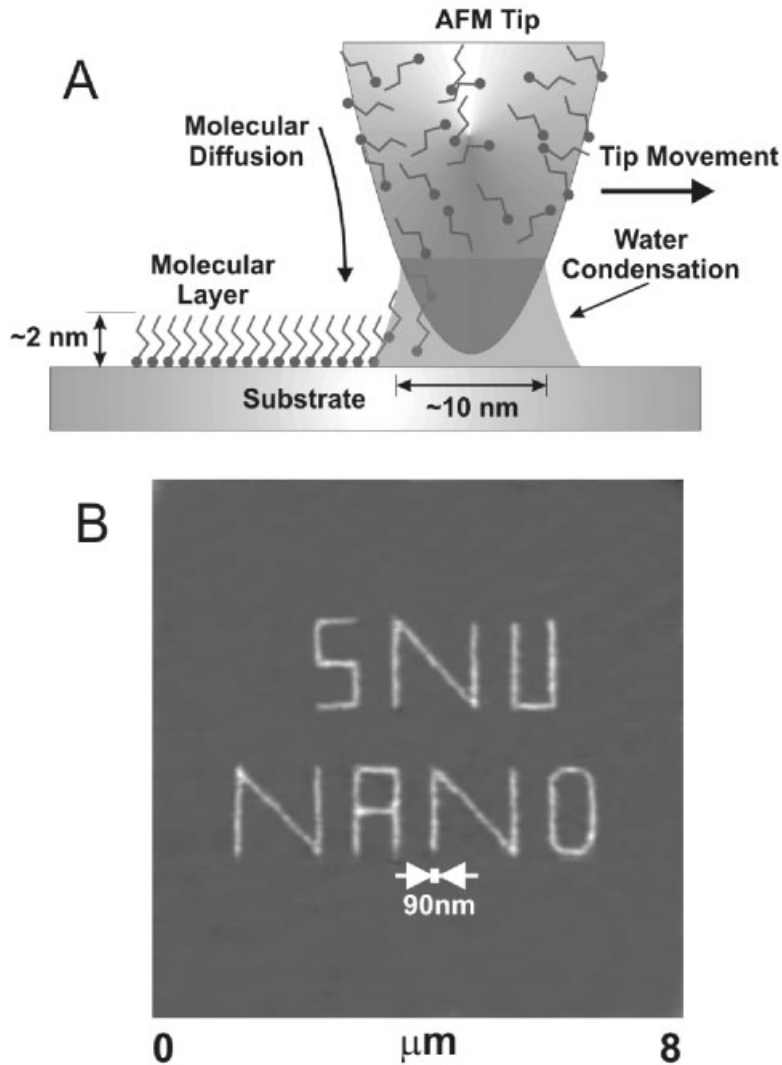 A
AFM Tip
Molecular
Diffusion
Tip Movement
Water
Condensation
Molecular
Layer
~2 nm
Substrate
~10 nm
B
SNU
NANO
90nm
0 μm 8